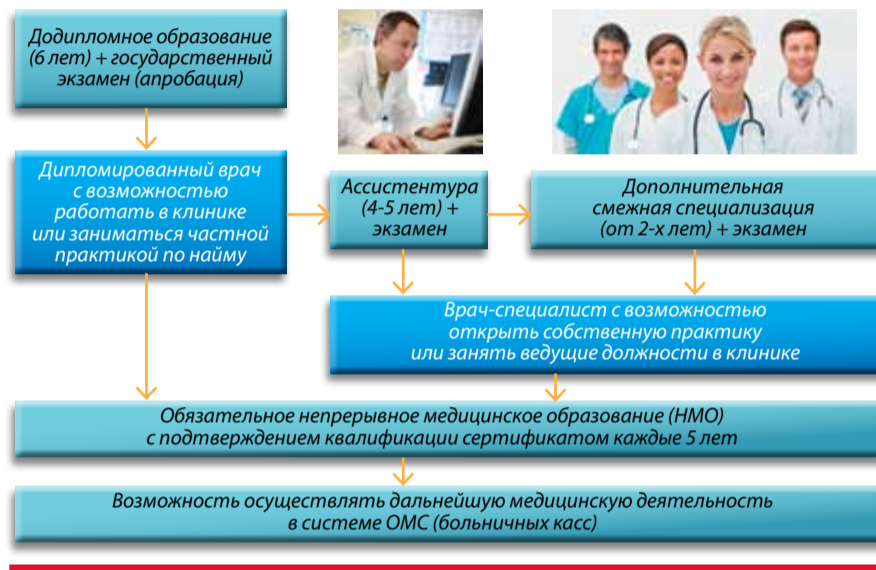 Додипломное образование
(6 лет) + государственный
экзамен (апробация)
Дипломированный врач
с возможностью
работать в клинике
или заниматься частной
практикой по найму
Ассистентура
(4-5 лет) +
экзамен
Дополнительная
смежная специализация
(от 2-х лет) + экзамен
Врач-специалист с возможностью
открыть собственную практику
или занять ведущие должности в клинике
Обязательное непрерывное медицинское образование (НМО)
с подтверждением квалификации сертификатом каждые 5 лет
Возможность осуществлять дальнейшую медицинскую деятельность
в системе ОМС (больничных касс)